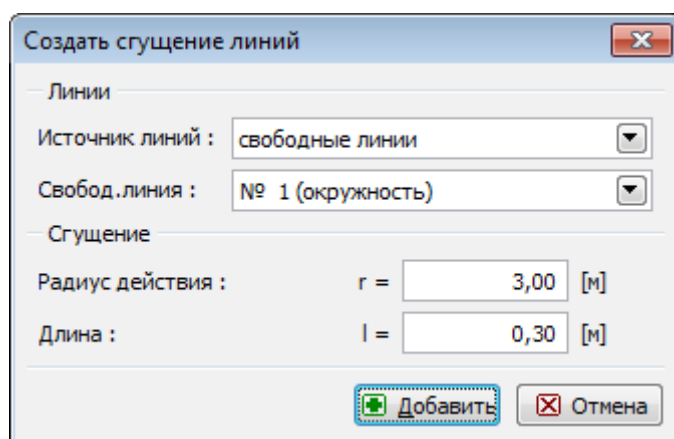 Создать сгущение линий
Линии
Источник линий : свободные линии
Свобод.линия : № 1 (окружность)
Сгущение
Радиус действия : r = 3,00 [м]
Длина : l = 0,30 [м]
Добавить Отмена